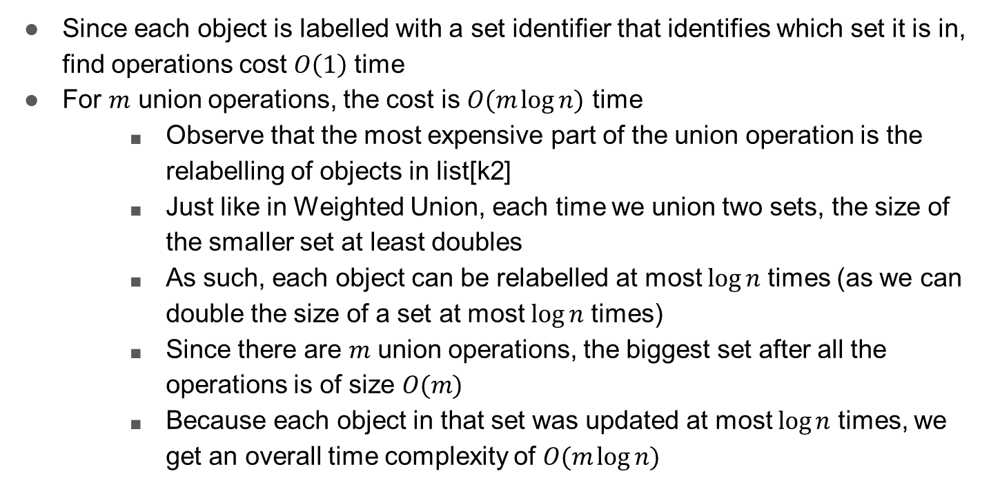 ● Since each object is labelled with a set identifier that identifies which set it is in,
find operations cost O(1) time
● For m union operations, the cost is O(m log n) time
■ Observe that the most expensive part of the union operation is the
relabelling of objects in list[k2]
■ Just like in Weighted Union, each time we union two sets, the size of
the smaller set at least doubles
■ As such, each object can be relabelled at most log n times (as we can
double the size of a set at most log n times)
■ Since there are m union operations, the biggest set after all the
operations is of size O(m)
■ Because each object in that set was updated at most log n times, we
get an overall time complexity of O(m log n)